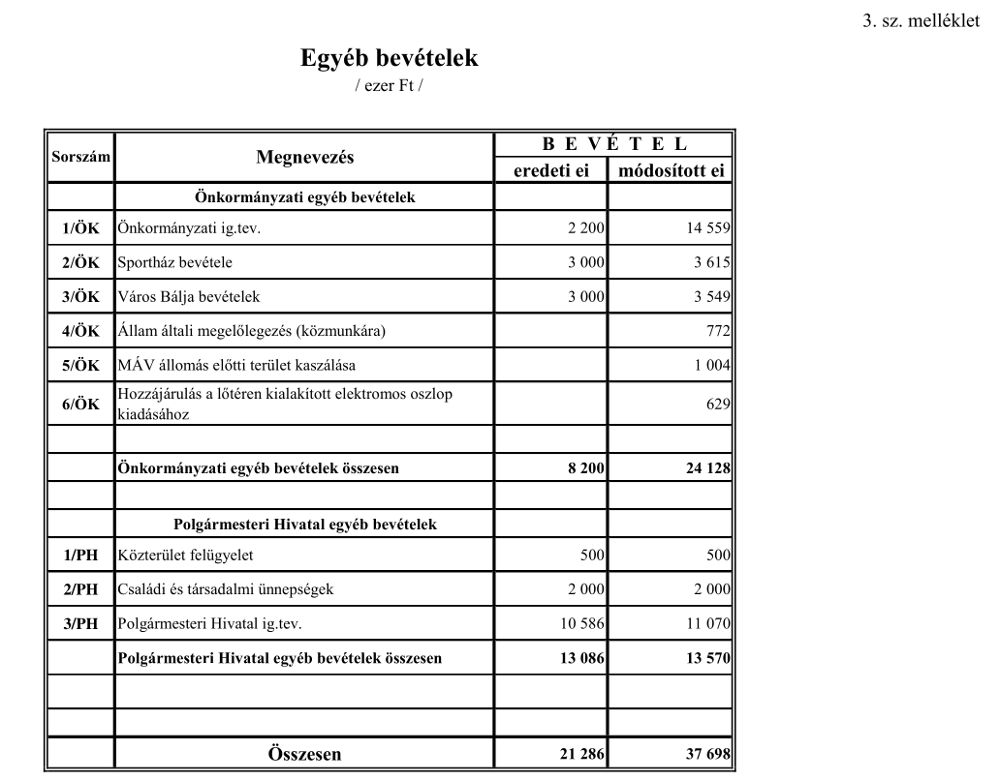 3. sz. melléklet
Egyéb bevételek
/ ezer Ft /
Sorszám Megnevezés B E V É T E L
eredeti ei módosított ei
Önkormányzati egyéb bevételek
1/ÖK Önkormányzati ig.tev. 2 200 14 559
2/ÖK Sportház bevétele 3 000 3 615
3/ÖK Város Bálja bevételek 3 000 3 549
4/ÖK Állam általi megelőlegezés (közmunkára) 772
5/ÖK MÁV állomás előtti terület kaszálása 1 004
6/ÖK Hozzájárulás a lőtéren kialakított elektromos oszlop
kiadásához 629
Önkormányzati egyéb bevételek összesen 8 200 24 128
Polgármesteri Hivatal egyéb bevételek
1/PH Közterület felügyelet 500 500
2/PH Családi és társadalmi ünnepségek 2 000 2 000
3/PH Polgármesteri Hivatal ig.tev. 10 586 11 070
Polgármesteri Hivatal egyéb bevételek összesen 13 086 13 570
Összesen 21 286 37 698